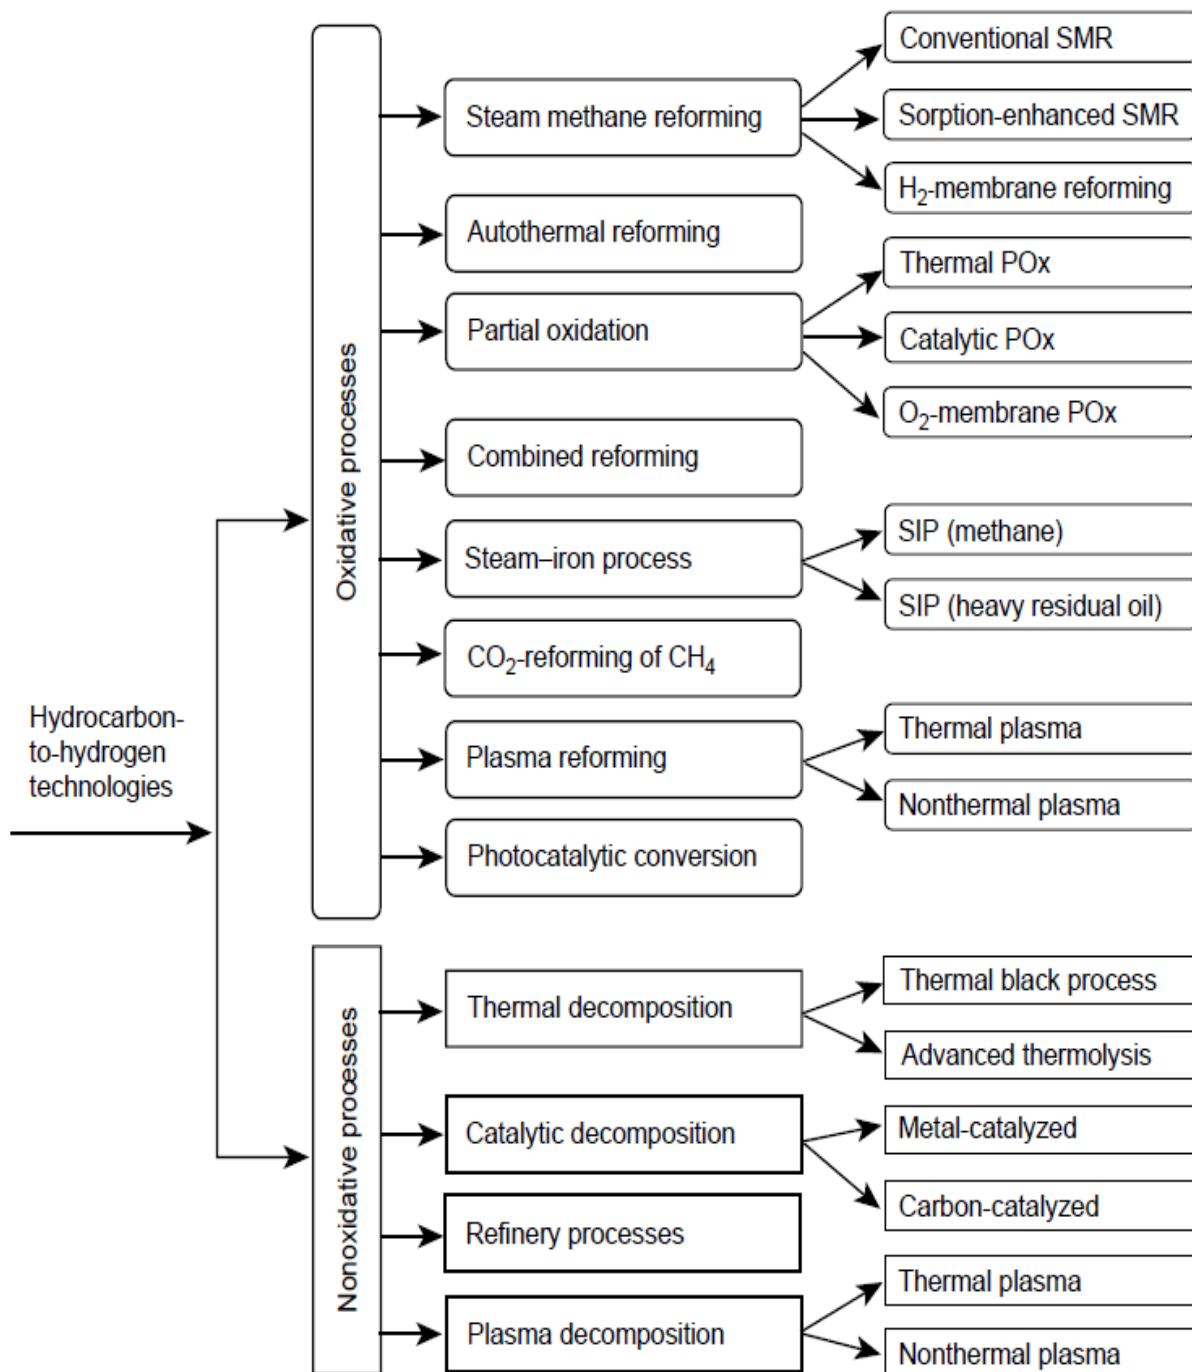 Hydrocarbon-
to-hydrogen
technologies
Oxidative processes
Steam methane reforming
Conventional SMR
Sorption-enhanced SMR
H₂-membrane reforming
Autothermal reforming
Partial oxidation
Thermal POx
Catalytic POx
O₂-membrane POx
Combined reforming
Steam–iron process
SIP (methane)
SIP (heavy residual oil)
CO₂-reforming of CH₄
Plasma reforming
Thermal plasma
Nonthermal plasma
Photocatalytic conversion
Nonoxidative processes
Thermal decomposition
Thermal black process
Advanced thermolysis
Catalytic decomposition
Metal-catalyzed
Carbon-catalyzed
Refinery processes
Plasma decomposition
Thermal plasma
Nonthermal plasma